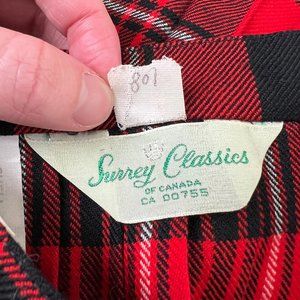 801
Surrey Classics
OF CANADA
CA 00755